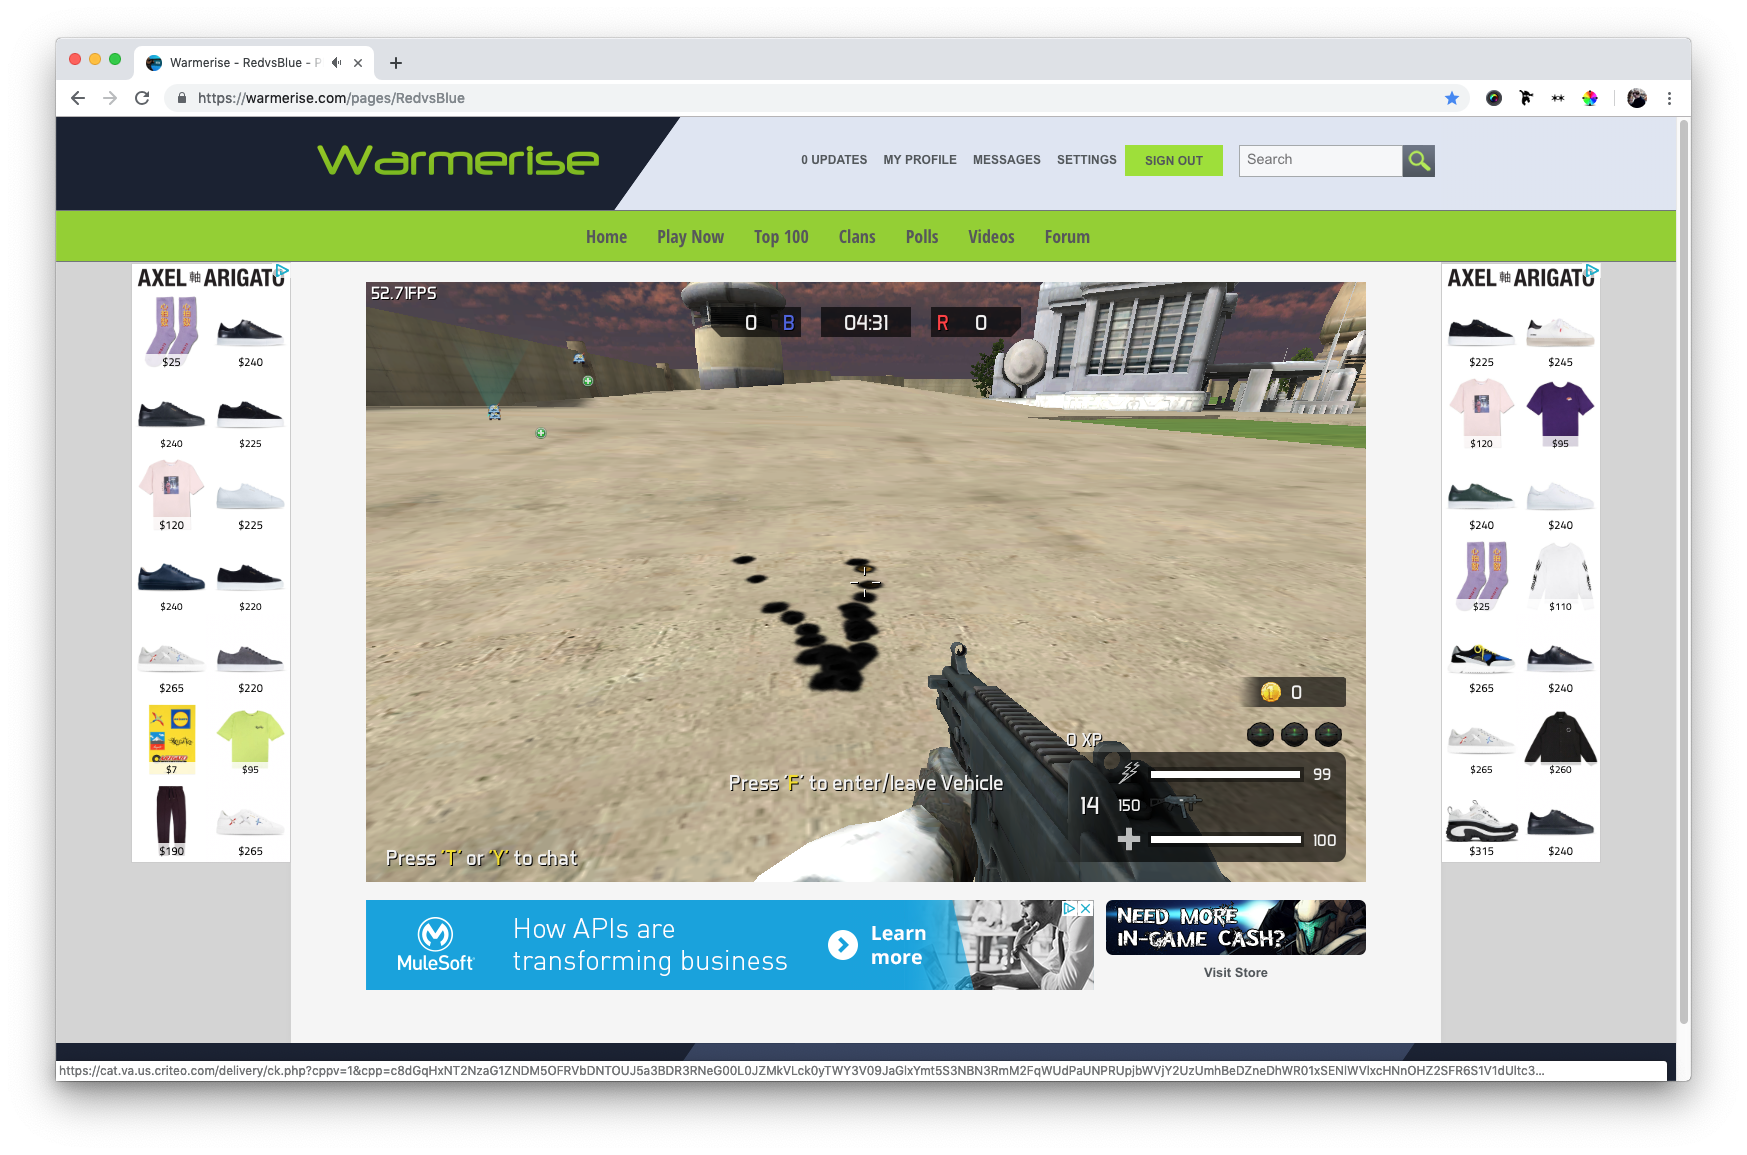 Warmerise - RedvsBlue - P
https://warmerise.com/pages/RedvsBlue
Warmerise
0 UPDATES MY PROFILE MESSAGES SETTINGS SIGN OUT
Search
Home Play Now Top 100 Clans Polls Videos Forum
AXEL 軸 ARIGATO
$25 $240
$240 $225
$120 $225
$240 $220
$265 $220
$7 $95
$190 $265
52.71FPS
0 B 04:31 R 0
0
0 XP
99
14 150
100
Press 'F' to enter/leave Vehicle
Press 'T' or 'Y' to chat
AXEL 軸 ARIGATO
$225 $245
$120 $95
$240 $240
$25 $110
$265 $240
$265 $260
$315 $240
MuleSoft
How APIs are
transforming business
Learn
more
NEED MORE
IN-GAME CASH?
Visit Store